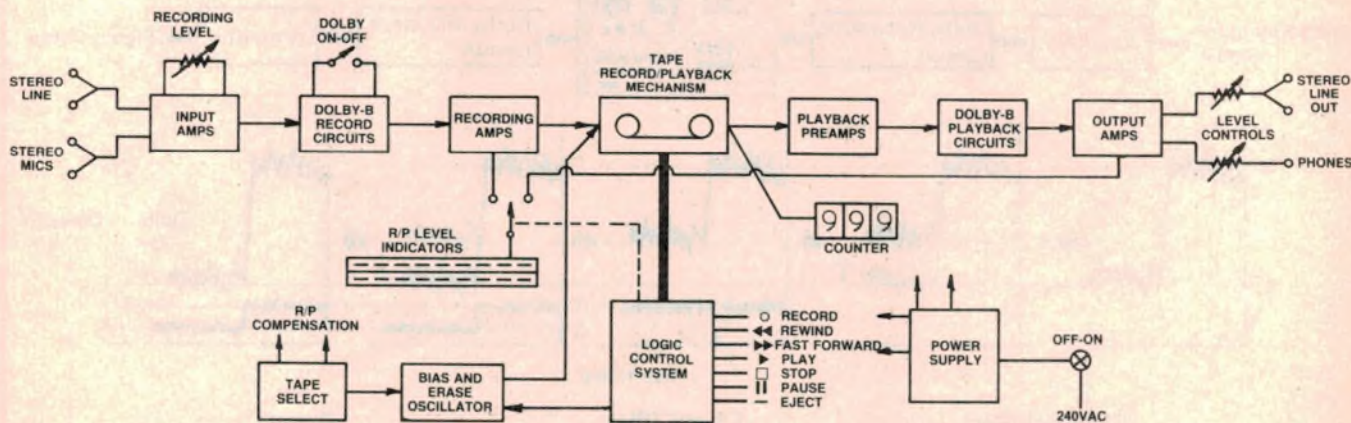 RECORDING
LEVEL
DOLBY
ON-OFF
TAPE
RECORD/PLAYBACK
MECHANISM
STEREO
LINE
STEREO
MICS
INPUT
AMPS
DOLBY-B
RECORD
CIRCUITS
RECORDING
AMPS
PLAYBACK
PREAMPS
DOLBY-B
PLAYBACK
CIRCUITS
OUTPUT
AMPS
LEVEL
CONTROLS
STEREO
LINE
OUT
PHONES
R/P LEVEL
INDICATORS
999
COUNTER
R/P
COMPENSATION
TAPE
SELECT
BIAS AND
ERASE
OSCILLATOR
LOGIC
CONTROL
SYSTEM
RECORD
REWIND
FAST FORWARD
PLAY
STOP
PAUSE
EJECT
POWER
SUPPLY
OFF-ON
240VAC